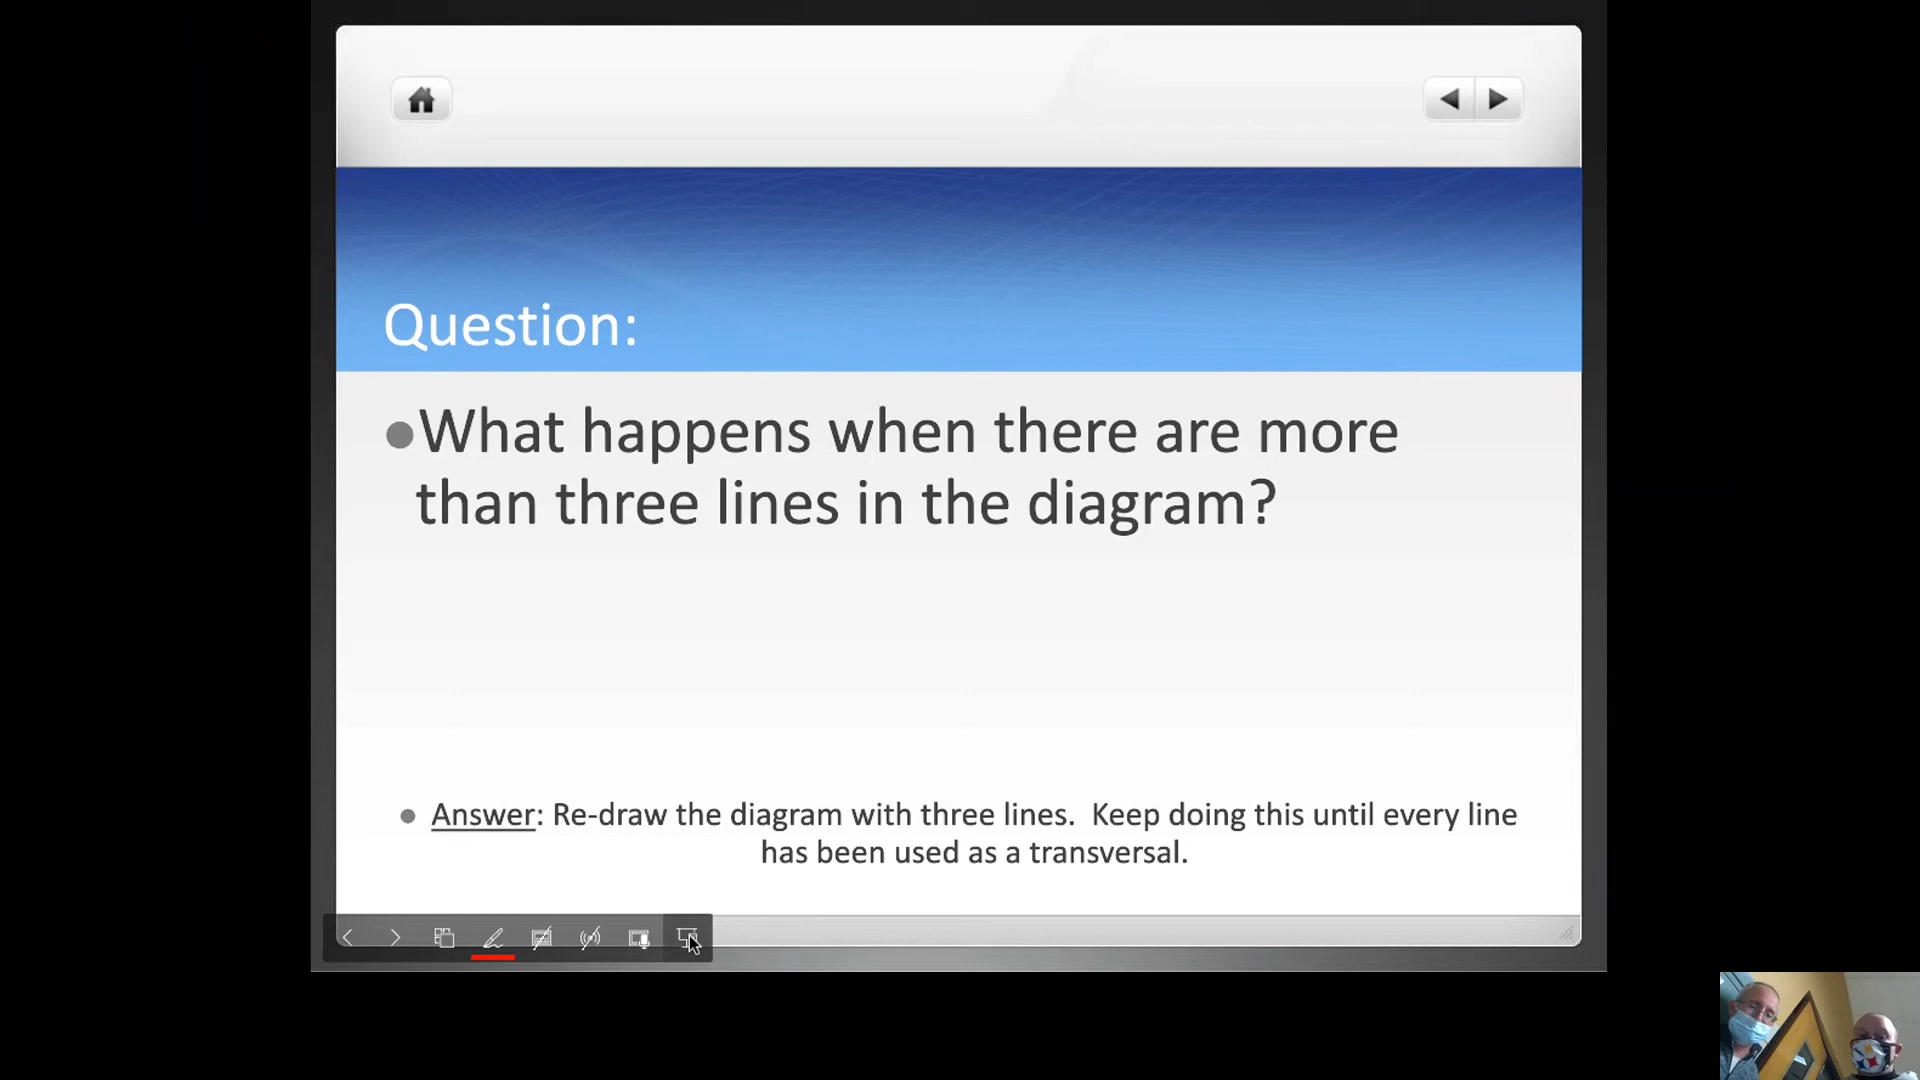 Question:
What happens when there are more
than three lines in the diagram?
Answer: Re-draw the diagram with three lines.  Keep doing this until every line
has been used as a transversal.